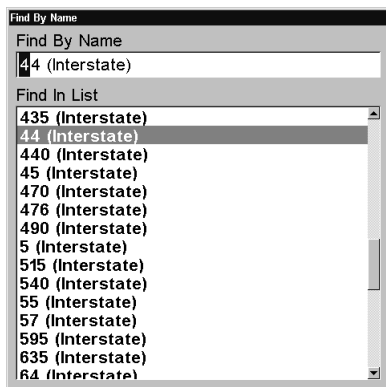 Find By Name
Find By Name
44 (Interstate)
Find In List
435 (Interstate)
44 (Interstate)
440 (Interstate)
45 (Interstate)
470 (Interstate)
476 (Interstate)
490 (Interstate)
5 (Interstate)
515 (Interstate)
540 (Interstate)
55 (Interstate)
57 (Interstate)
595 (Interstate)
635 (Interstate)
64 (Interstate)